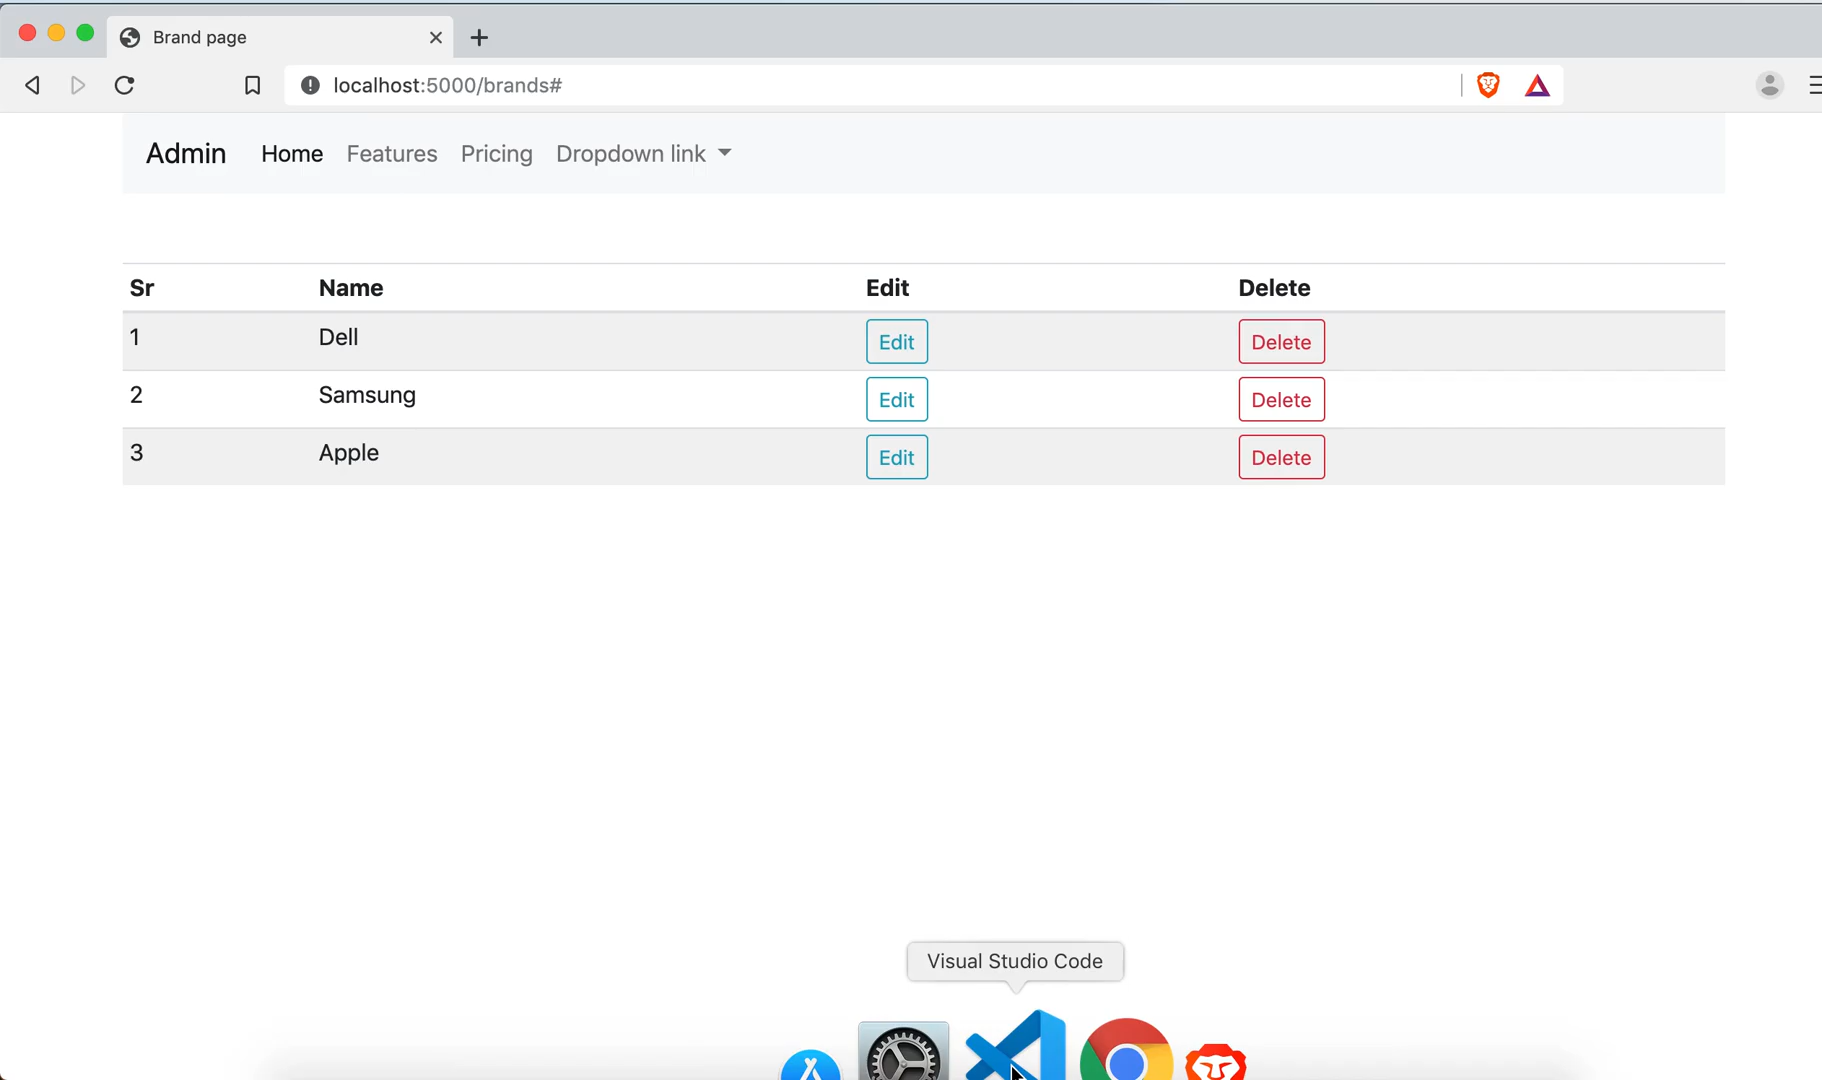 Brand page
localhost:5000/brands#
Admin Home Features Pricing Dropdown link
Sr Name Edit Delete
1 Dell Edit Delete
2 Samsung Edit Delete
3 Apple Edit Delete
Visual Studio Code